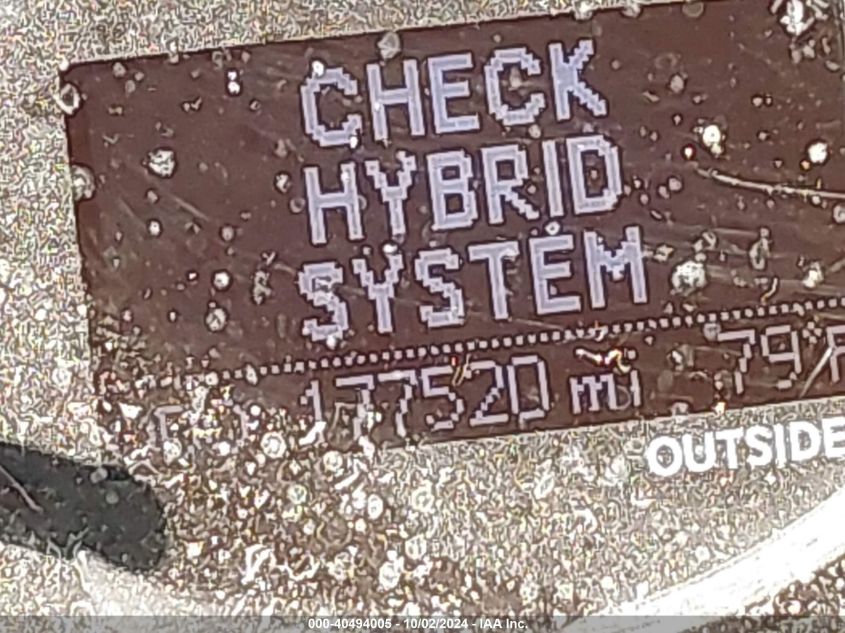 CHECK
HYBRID
SYSTEM
177520 mi 79°F
OUTSIDE
000-40494005 - 10/02/2024 - IAA Inc.